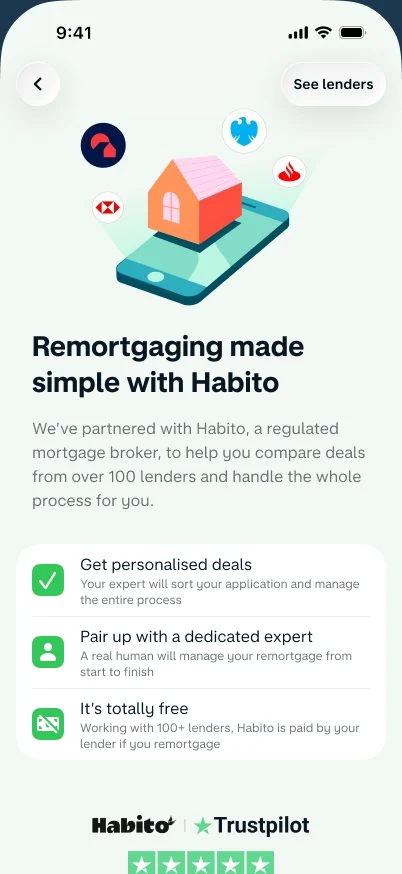 9:41
See lenders
Remortgaging made
simple with Habito
We've partnered with Habito, a regulated
mortgage broker, to help you compare deals
from over 100 lenders and handle the whole
process for you.
Get personalised deals
Your expert will sort your application and manage
the entire process
Pair up with a dedicated expert
A real human will manage your remortgage from
start to finish
It's totally free
Working with 100+ lenders, Habito is paid by your
lender if you remortgage
Habito Trustpilot